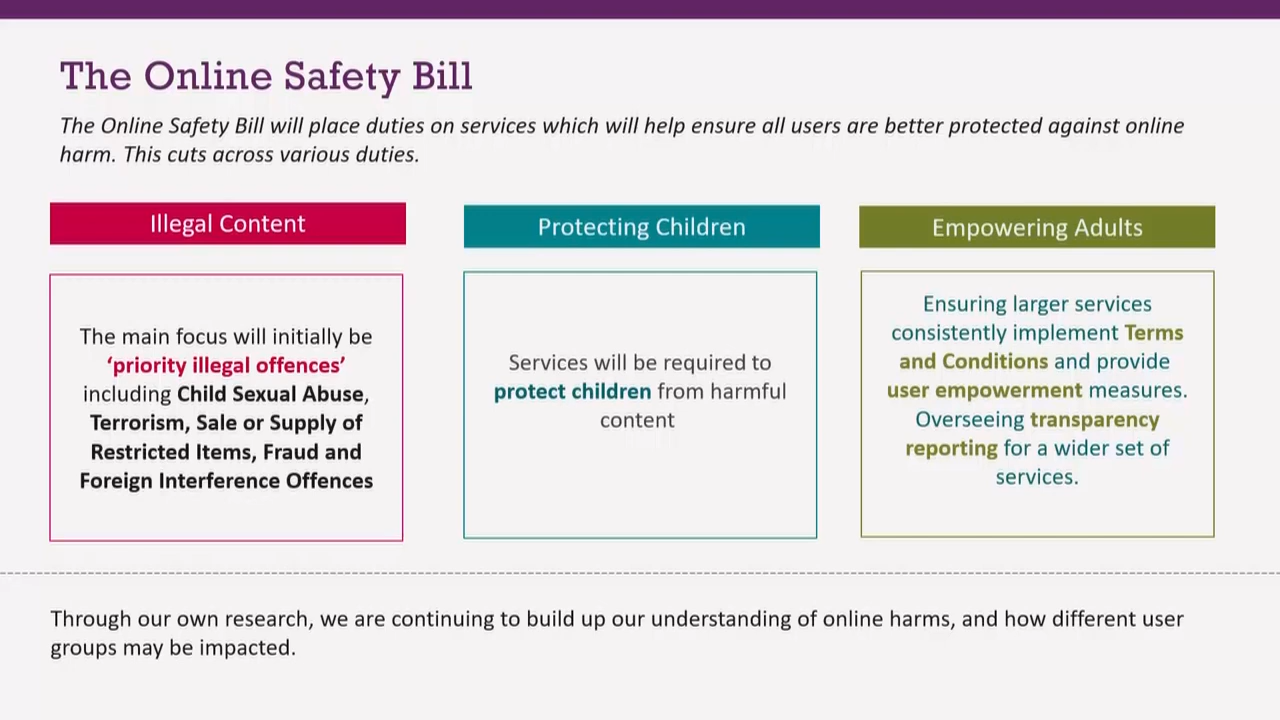 The Online Safety Bill
The Online Safety Bill will place duties on services which will help ensure all users are better protected against online
harm. This cuts across various duties.
Illegal Content
The main focus will initially be
‘priority illegal offences’
including Child Sexual Abuse,
Terrorism, Sale or Supply of
Restricted Items, Fraud and
Foreign Interference Offences
Protecting Children
Services will be required to
protect children from harmful
content
Empowering Adults
Ensuring larger services
consistently implement Terms
and Conditions and provide
user empowerment measures.
Overseeing transparency
reporting for a wider set of
services.
Through our own research, we are continuing to build up our understanding of online harms, and how different user
groups may be impacted.